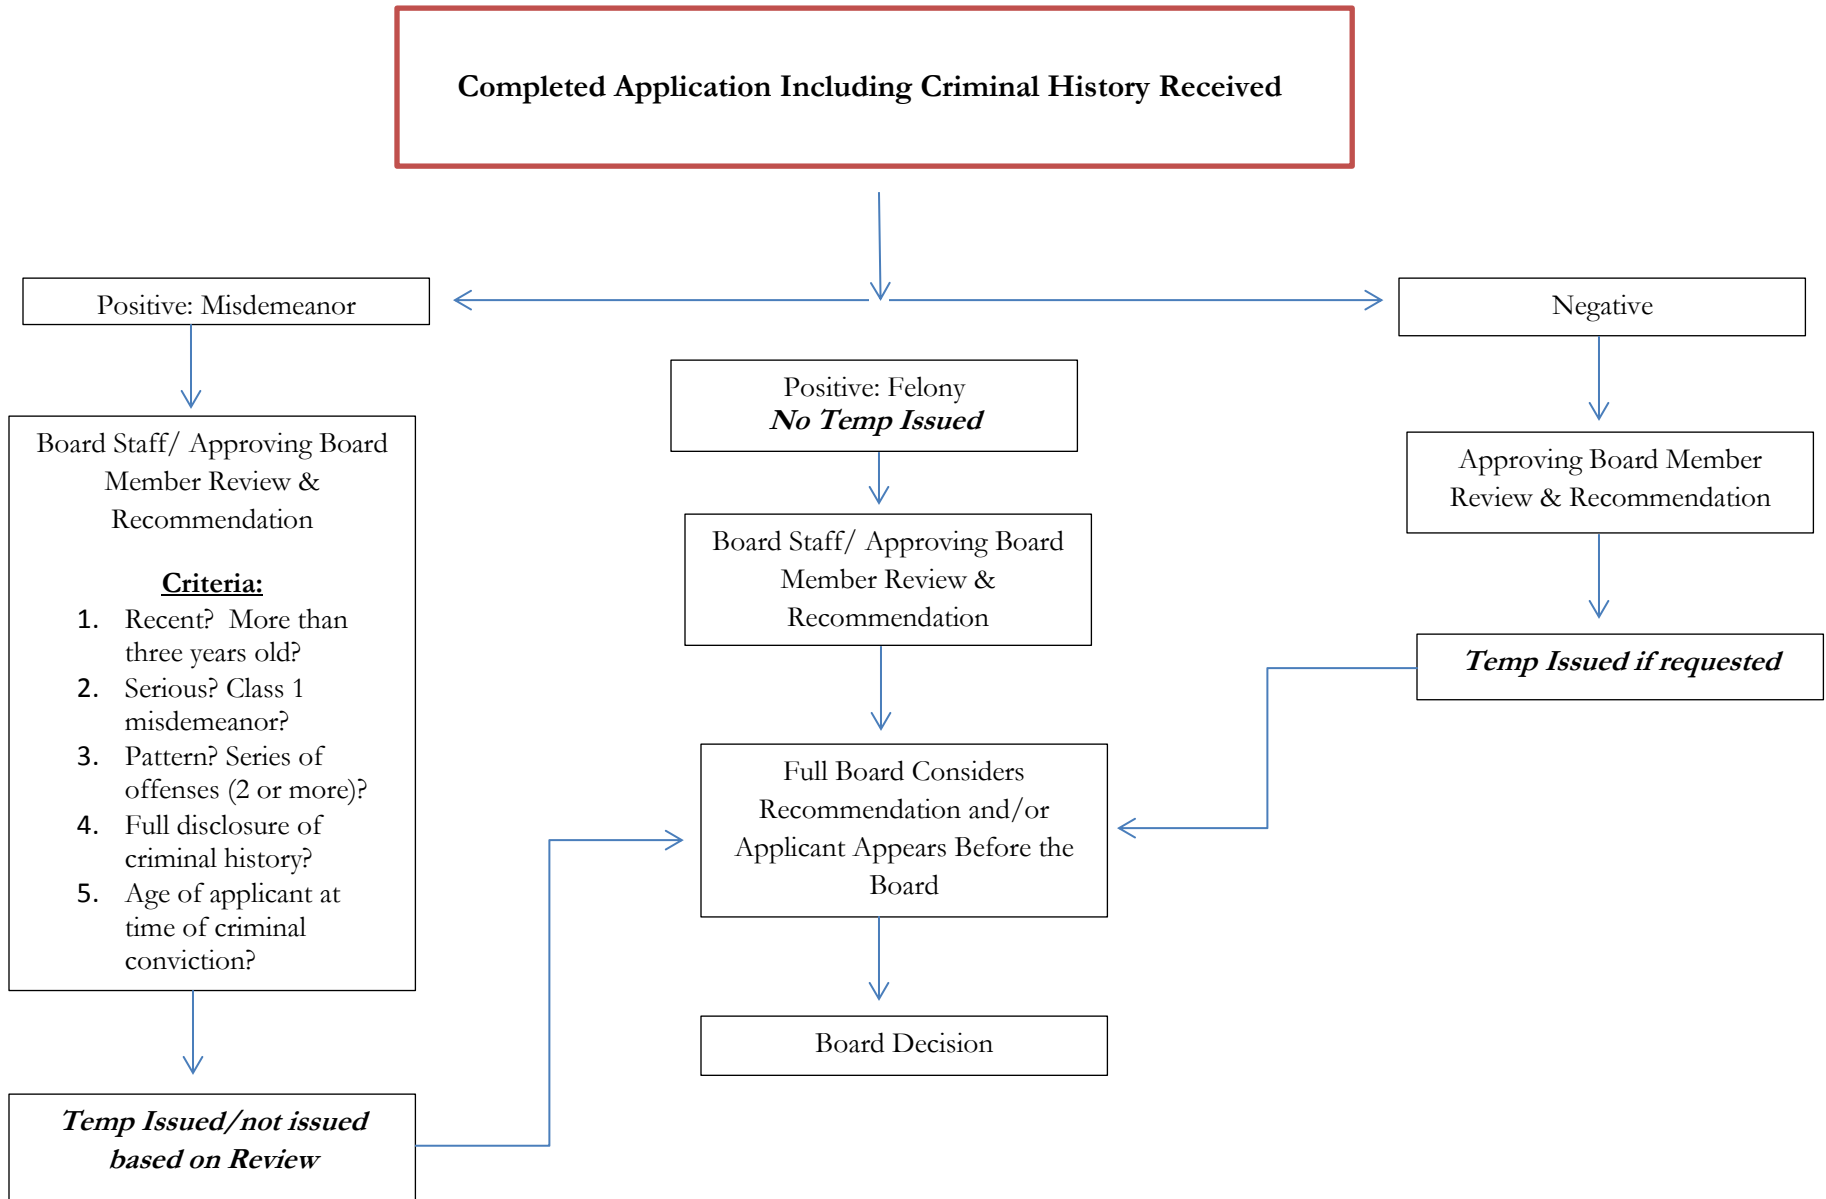 Completed Application Including Criminal History Received
Positive: Misdemeanor
Negative
Positive: Felony
No Temp Issued
Board Staff/ Approving Board
Member Review &
Recommendation
Criteria:
1. Recent?  More than
three years old?
2. Serious? Class 1
misdemeanor?
3. Pattern? Series of
offenses (2 or more)?
4. Full disclosure of
criminal history?
5. Age of applicant at
time of criminal
conviction?
Board Staff/ Approving Board
Member Review &
Recommendation
Approving Board Member
Review & Recommendation
Temp Issued if requested
Full Board Considers
Recommendation and/or
Applicant Appears Before the
Board
Board Decision
Temp Issued/not issued
based on Review